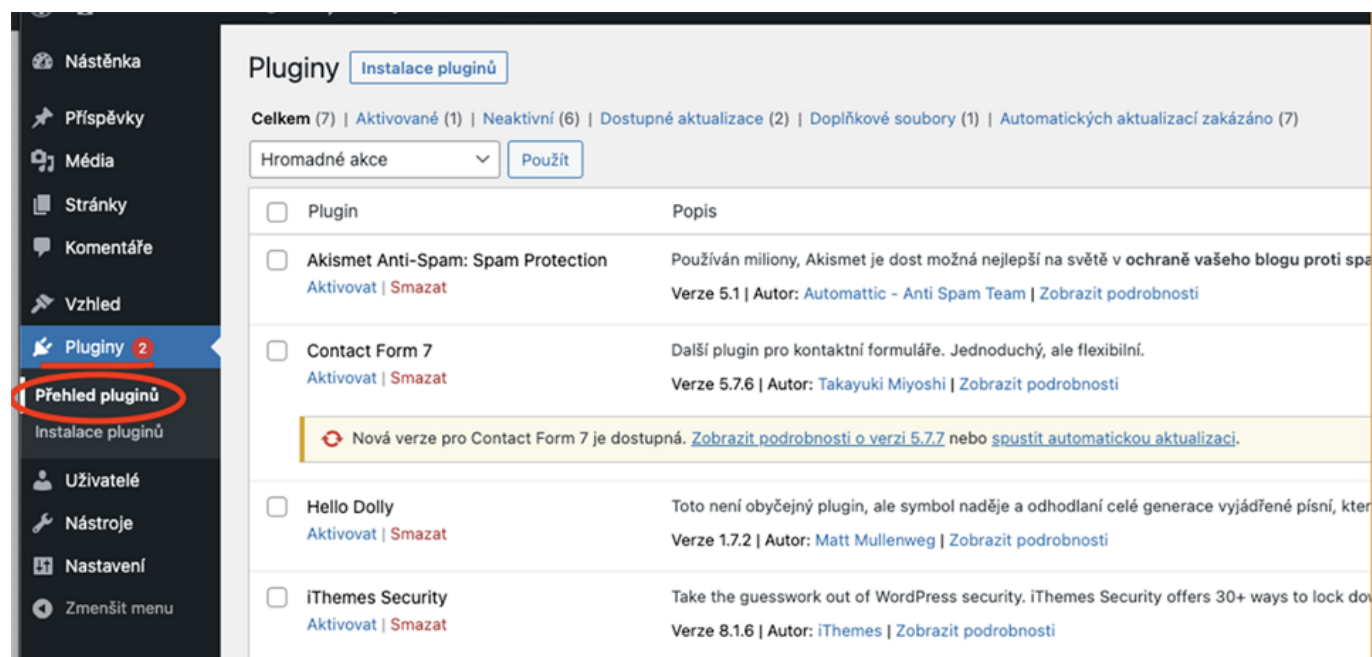 Nástěnka
Příspěvky
Média
Stránky
Komentáře
Vzhled
Pluginy 2
Přehled pluginů
Instalace pluginů
Uživatelé
Nástroje
Nastavení
Zmenšit menu
Pluginy Instalace pluginů
Celkem (7) | Aktivované (1) | Neaktivní (6) | Dostupné aktualizace (2) | Doplňkové soubory (1) | Automatických aktualizací zakázáno (7)
Hromadné akce Použít
Plugin Popis
Akismet Anti-Spam: Spam Protection Používán miliony, Akismet je dost možná nejlepší na světě v ochraně vašeho blogu proti spa
Aktivovat | Smazat Verze 5.1 | Autor: Automattic - Anti Spam Team | Zobrazit podrobnosti
Contact Form 7 Další plugin pro kontaktní formuláře. Jednoduchý, ale flexibilní.
Aktivovat | Smazat Verze 5.7.6 | Autor: Takayuki Miyoshi | Zobrazit podrobnosti
Nová verze pro Contact Form 7 je dostupná. Zobrazit podrobnosti o verzi 5.7.7 nebo spustit automatickou aktualizaci.
Hello Dolly Toto není obyčejný plugin, ale symbol naděje a odhodlaní celé generace vyjádřené písní, kter
Aktivovat | Smazat Verze 1.7.2 | Autor: Matt Mullenweg | Zobrazit podrobnosti
iThemes Security Take the guesswork out of WordPress security. iThemes Security offers 30+ ways to lock dow
Aktivovat | Smazat Verze 8.1.6 | Autor: iThemes | Zobrazit podrobnosti